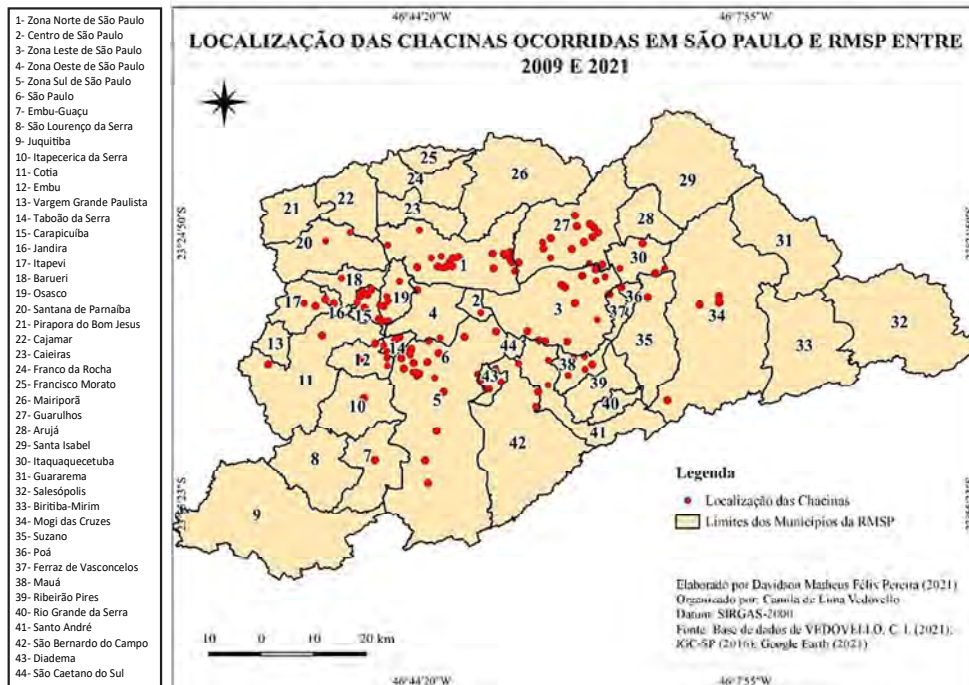 1- Zona Norte de São Paulo
2- Centro de São Paulo
3- Zona Leste de São Paulo
4- Zona Oeste de São Paulo
5- Zona Sul de São Paulo
6- São Paulo
7- Embu-Guaçu
8- São Lourenço da Serra
9- Juquitiba
10- Itapecerica da Serra
11- Cotia
12- Embu
13- Vargem Grande Paulista
14- Taboão da Serra
15- Carapicuíba
16- Jandira
17- Itapevi
18- Barueri
19- Osasco
20- Santana de Parnaíba
21- Pirapora do Bom Jesus
22- Cajamar
23- Caieiras
24- Franco da Rocha
25- Francisco Morato
26- Mairiporã
27- Guarulhos
28- Arujá
29- Santa Isabel
30- Itaquaquecetuba
31- Guararema
32- Salesópolis
33- Biritiba-Mirim
34- Mogi das Cruzes
35- Suzano
36- Poá
37- Ferraz de Vasconcelos
38- Mauá
39- Ribeirão Pires
40- Rio Grande da Serra
41- Santo André
42- São Bernardo do Campo
43- Diadema
44- São Caetano do Sul
46°44'20"W 46°7'55"W
LOCALIZAÇÃO DAS CHACINAS OCORRIDAS EM SÃO PAULO E RMSP ENTRE
2009 E 2021
23°24'50"S
25
26
24
29
22
21
23
27
28
31
20
30
1
18
17
19
36
2
3
34
16
37
15
4
32
13
44
35
33
14
6
12
38
43
39
11
5
10
40
41
42
7
8
9
Legenda
Localização das Chacinas
Límites dos Municípios da RMSP
Elaborado por Davidson Matheus Félix Pereira (2021)
Organizado por: Camila de Lima Vedovello
Datum: SIRGAS-2000
Fonte: Base de dados de VEDOVELLO, C. L (2021);
IGC-SP (2016); Google Earth (2021)
10 0 10 20 km
46°44'20"W 46°7'55"W